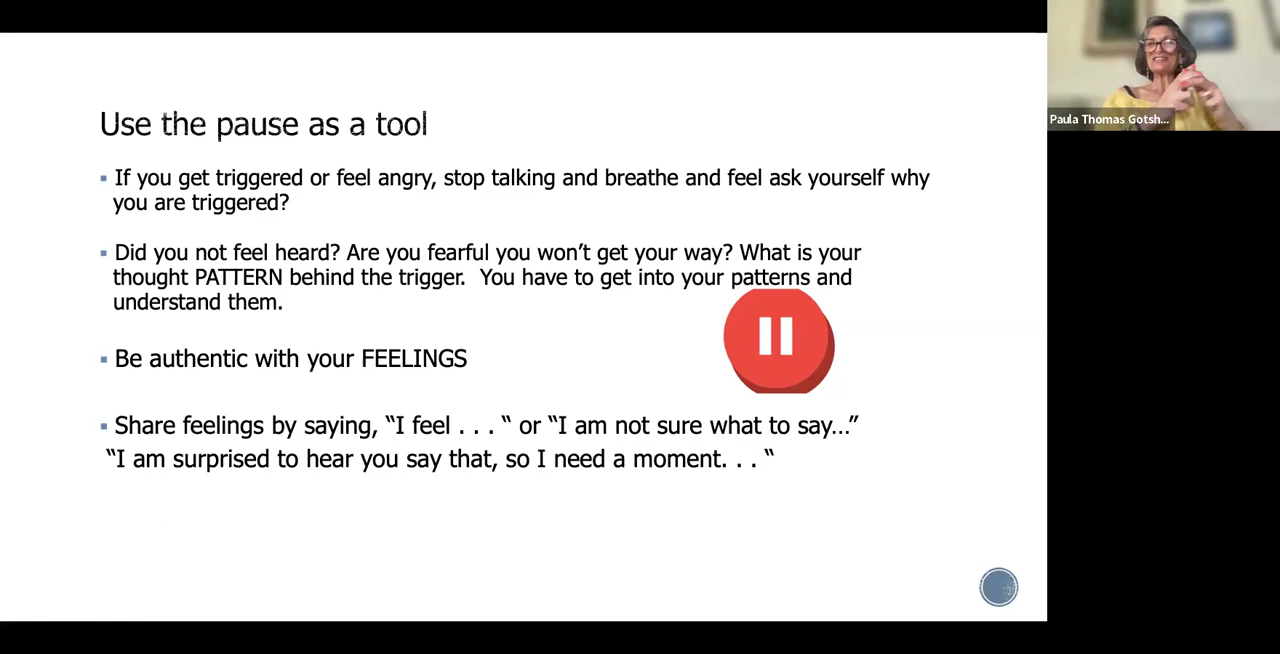 Use the pause as a tool
▪ If you get triggered or feel angry, stop talking and breathe and feel ask yourself why
you are triggered?
▪ Did you not feel heard? Are you fearful you won’t get your way? What is your
thought PATTERN behind the trigger.  You have to get into your patterns and
understand them.
▪ Be authentic with your FEELINGS
▪ Share feelings by saying, “I feel . . . “ or “I am not sure what to say…”
“I am surprised to hear you say that, so I need a moment. . . “
Paula Thomas Gotsh...